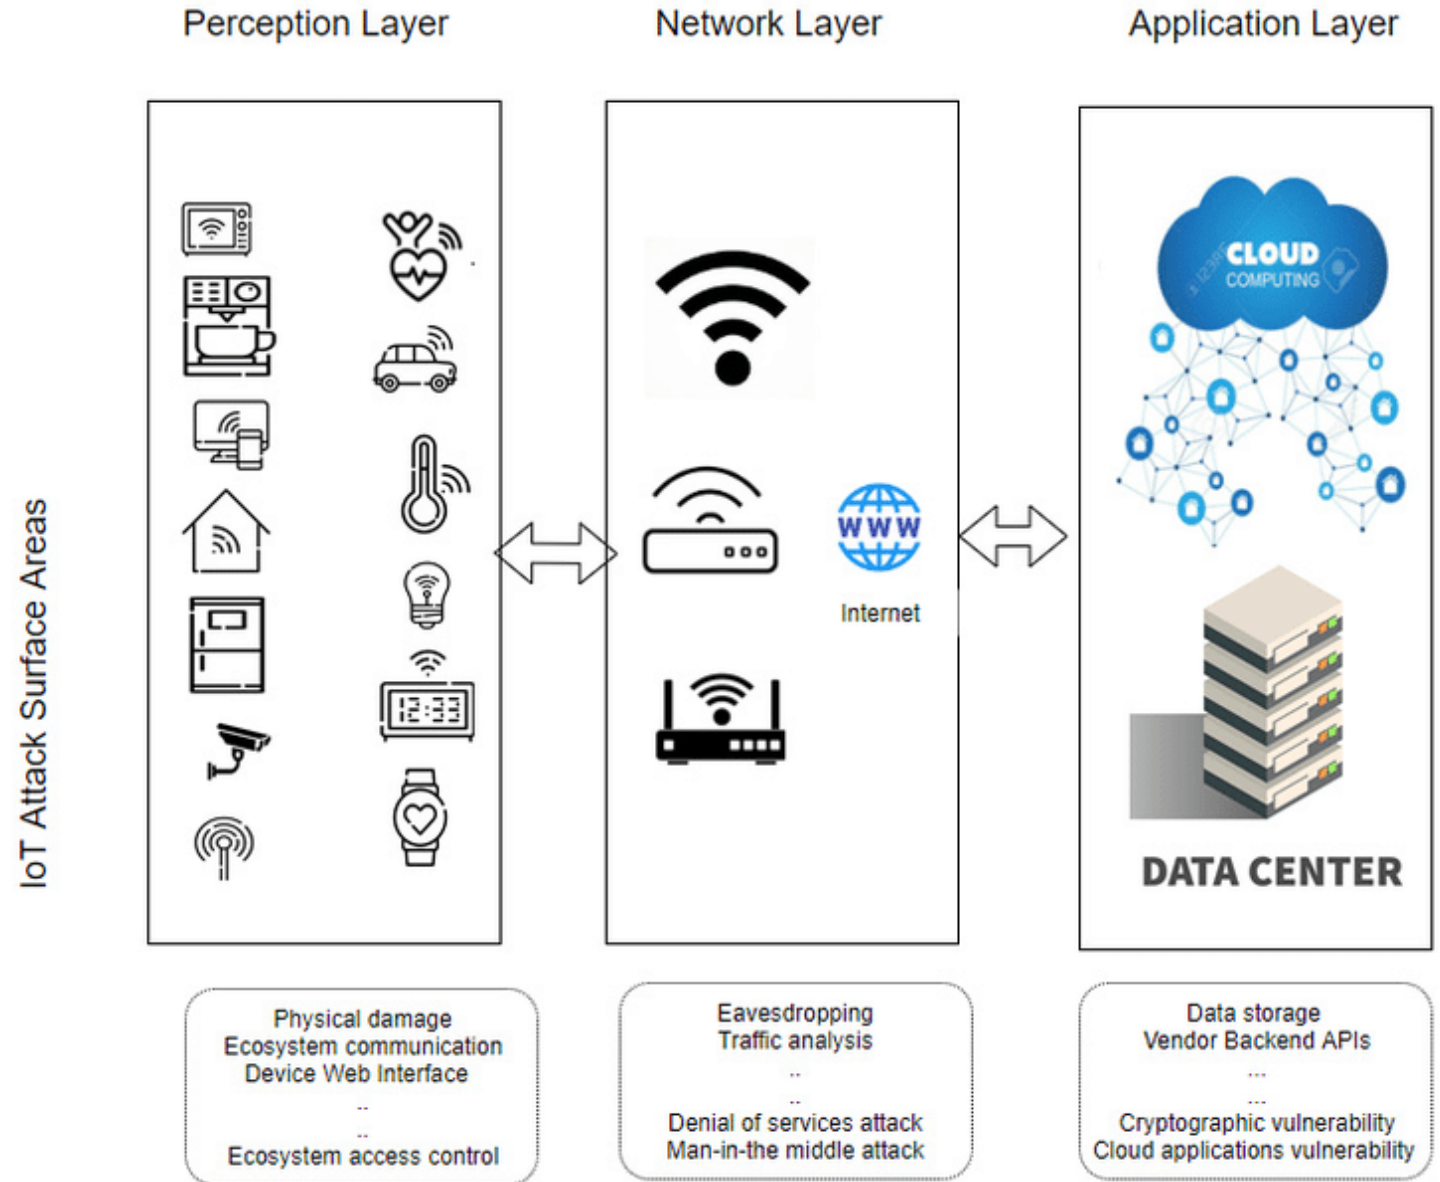 Perception Layer
Network Layer
Application Layer
IoT Attack Surface Areas
12:33
WWW
Internet
CLOUD
COMPUTING
DATA CENTER
Physical damage
Ecosystem communication
Device Web Interface
..
..
Ecosystem access control
Eavesdropping
Traffic analysis
..
..
Denial of services attack
Man-in-the middle attack
Data storage
Vendor Backend APIs
...
...
Cryptographic vulnerability
Cloud applications vulnerability